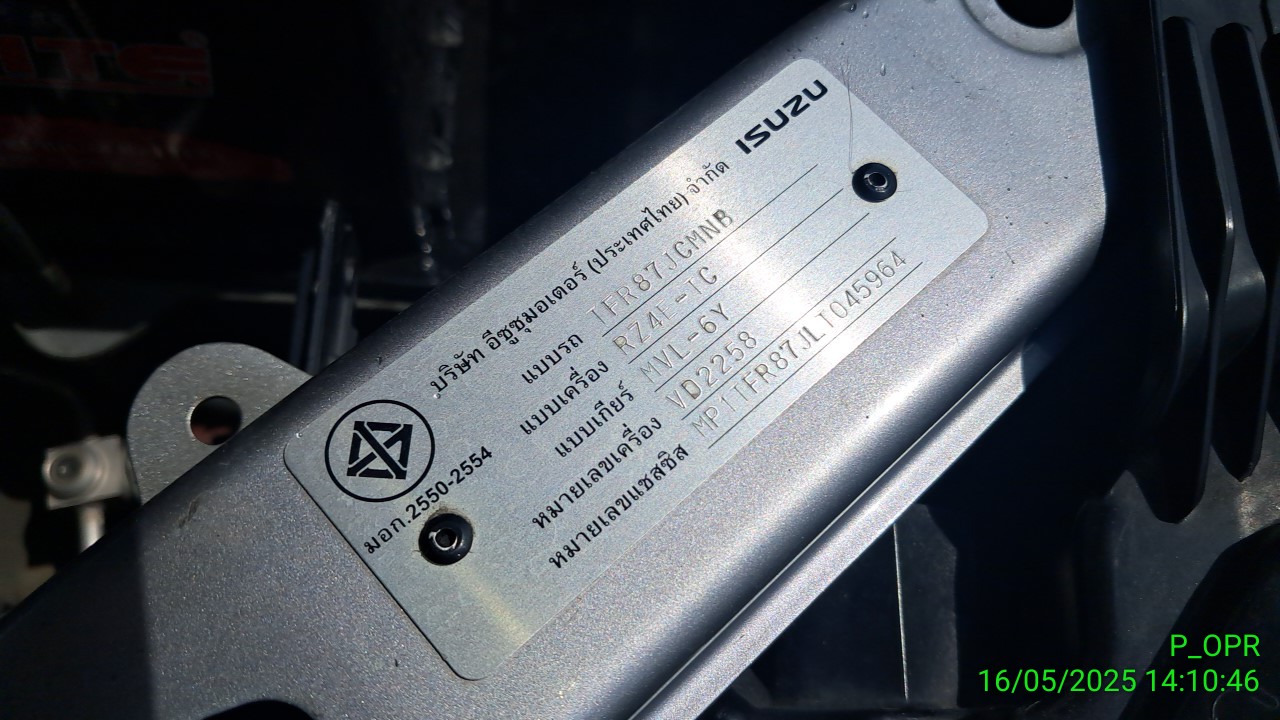 ISUZU
บริษัท อีซูซุมอเตอร์ (ประเทศไทย) จำกัด
แบบรถ TFR87JCMNB
แบบเครื่อง RZ4E-TC
แบบเกียร์ MVL-6Y
หมายเลขเครื่อง VD2258
หมายเลขแชสซิส MP1TFR87JLT045964
มอก.2550-2554
P_OPR
16/05/2025 14:10:46